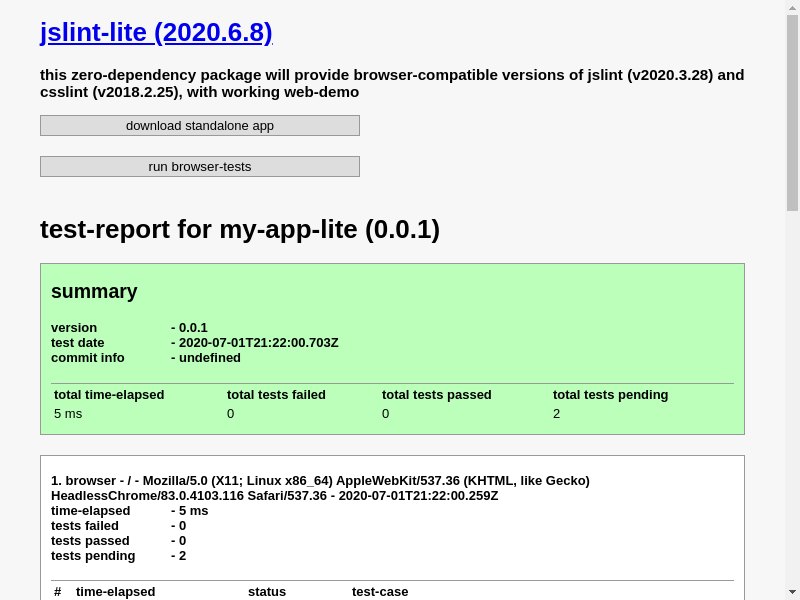 jslint-lite (2020.6.8)
this zero-dependency package will provide browser-compatible versions of jslint (v2020.3.28) and
csslint (v2018.2.25), with working web-demo
download standalone app
run browser-tests
test-report for my-app-lite (0.0.1)
summary
version - 0.0.1
test date - 2020-07-01T21:22:00.703Z
commit info - undefined
total time-elapsed total tests failed total tests passed total tests pending
5 ms 0 0 2
1. browser - / - Mozilla/5.0 (X11; Linux x86_64) AppleWebKit/537.36 (KHTML, like Gecko)
HeadlessChrome/83.0.4103.116 Safari/537.36 - 2020-07-01T21:22:00.259Z
time-elapsed - 5 ms
tests failed - 0
tests passed - 0
tests pending - 2
# time-elapsed status test-case